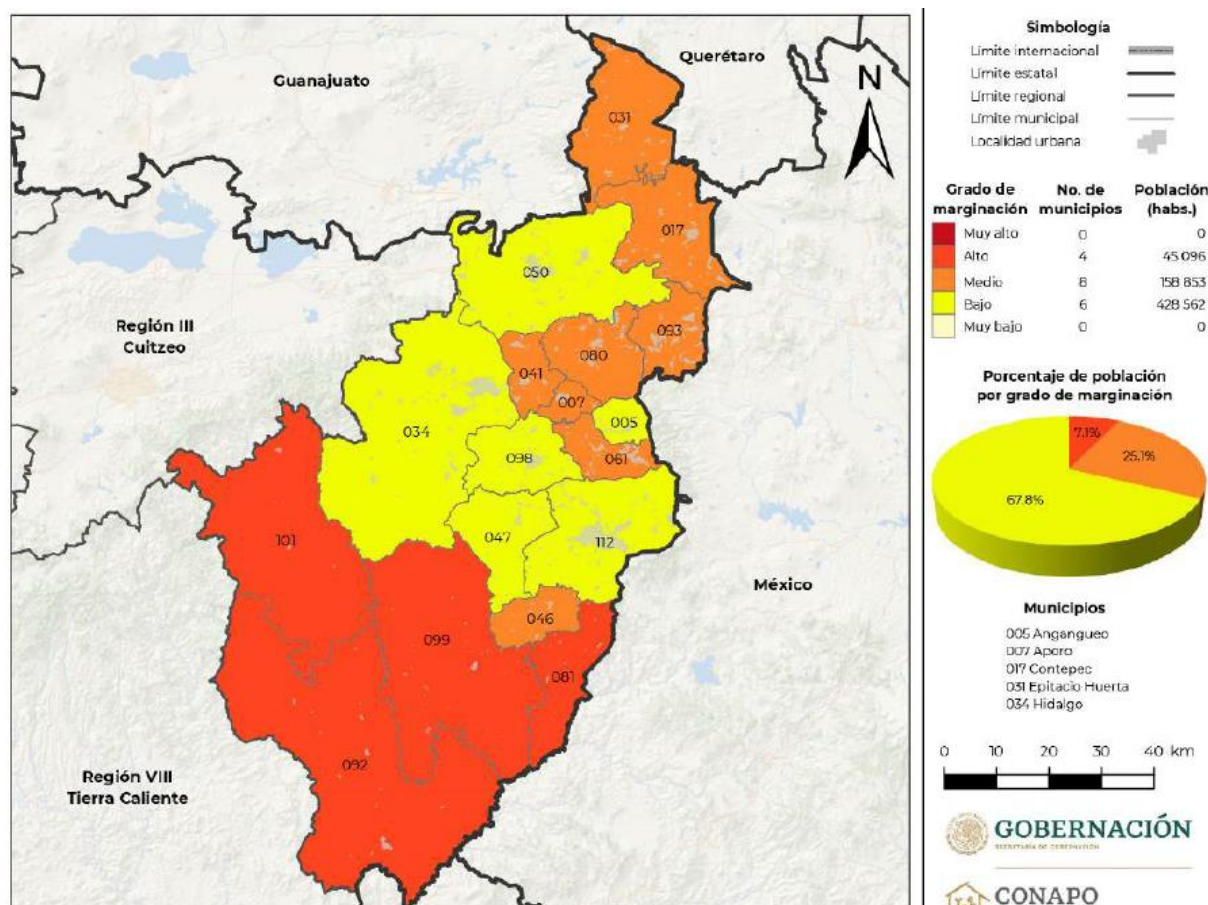 Guanajuato
Querétaro
N
031
017
050
Región III
Cuitzeo
093
080
041
007
005
034
098
061
101
047
112
México
046
099
081
092
Región VIII
Tierra Caliente
Simbología
Límite internacional
Límite estatal
Límite regional
Límite municipal
Localidad urbana
Grado de marginación No. de municipios Población (habs.)
Muy alto 0 0
Alto 4 45 096
Medio 8 158 853
Bajo 6 428 562
Muy bajo 0 0
Porcentaje de población
por grado de marginación
7.1%
25.1%
67.8%
Municipios
005 Angangueo
007 Aporo
017 Contepec
031 Epitacio Huerta
034 Hidalgo
0 10 20 30 40 km
GOBERNACIÓN
SECRETARÍA DE GOBERNACIÓN
CONAPO